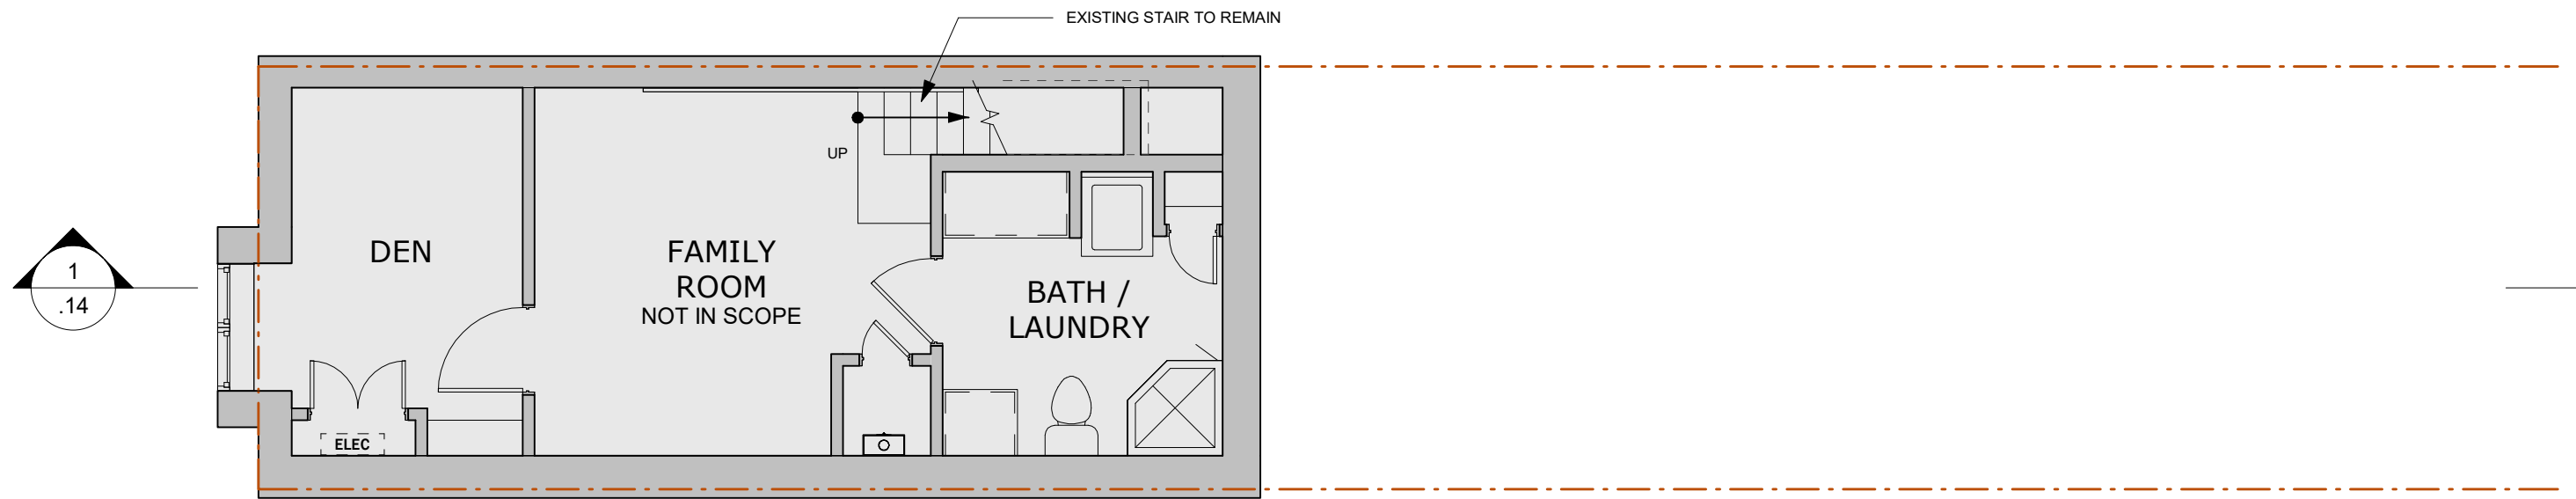 EXISTING STAIR TO REMAIN
UP
DEN
FAMILY
ROOM
NOT IN SCOPE
1
.14
BATH /
LAUNDRY
ELEC